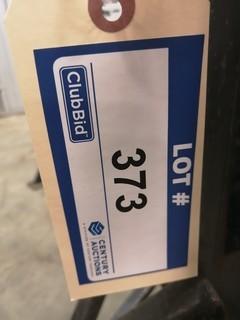 LOT #
373
ClubBid
CENTURY
AUCTIONS